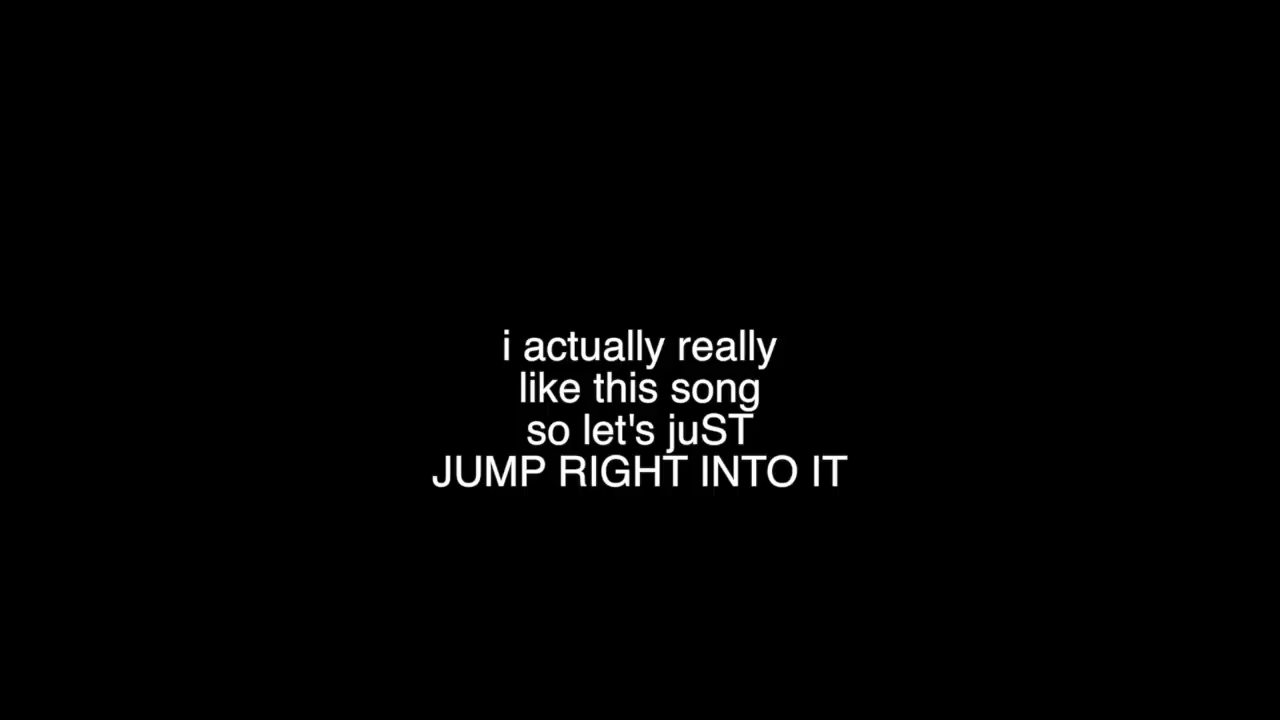 i actually really
like this song
so let's juST
JUMP RIGHT INTO IT